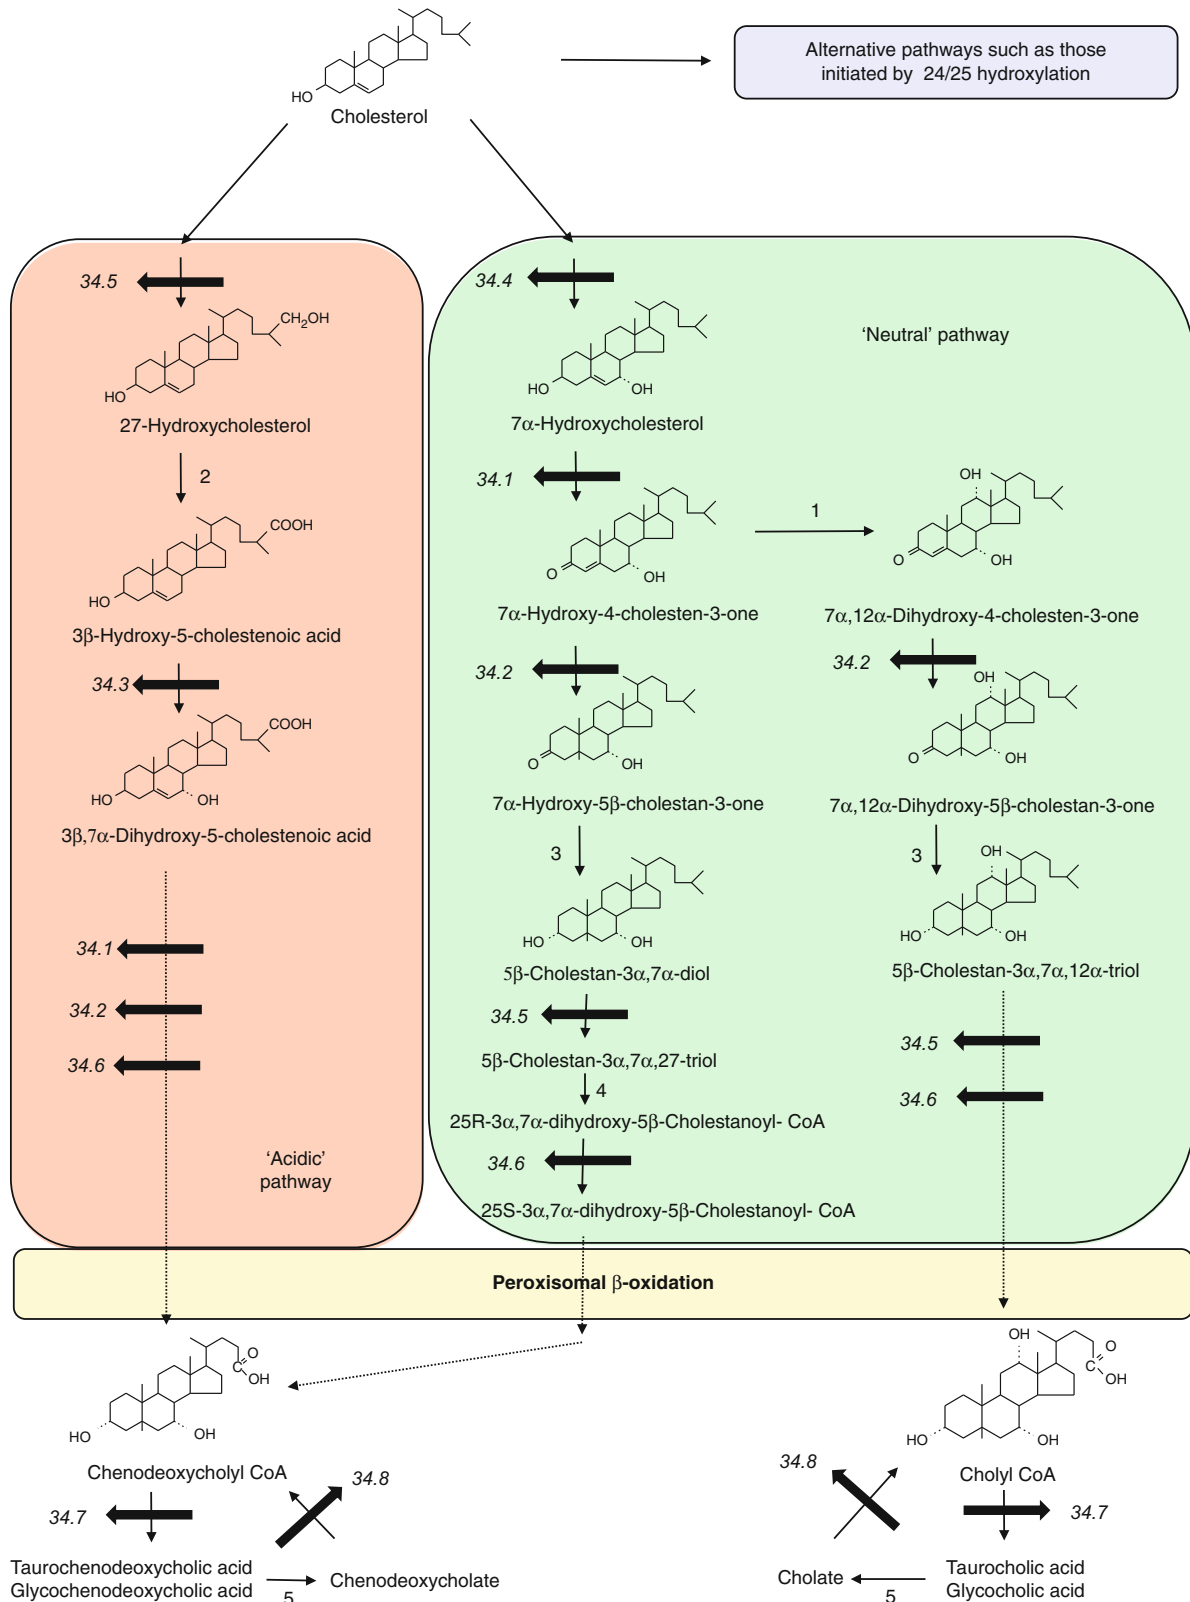 Alternative pathways such as those
initiated by 24/25 hydroxylation
HO
Cholesterol
34.5
CH2OH
HO
27-Hydroxycholesterol
2
COOH
HO
3β-Hydroxy-5-cholestenoic acid
34.3
COOH
HO
OH
3β,7α-Dihydroxy-5-cholestenoic acid
34.1
34.2
34.6
'Acidic'
pathway
34.4
'Neutral' pathway
HO
OH
7α-Hydroxycholesterol
34.1
O
OH
7α-Hydroxy-4-cholesten-3-one
1
OH
O
OH
7α,12α-Dihydroxy-4-cholesten-3-one
34.2
O
OH
7α-Hydroxy-5β-cholestan-3-one
34.2
OH
O
OH
7α,12α-Dihydroxy-5β-cholestan-3-one
3
HO
OH
5β-Cholestan-3α,7α-diol
3
OH
HO
OH
5β-Cholestan-3α,7α,12α-triol
34.5
5β-Cholestan-3α,7α,27-triol
4
25R-3α,7α-dihydroxy-5β-Cholestanoyl- CoA
34.6
25S-3α,7α-dihydroxy-5β-Cholestanoyl- CoA
34.5
34.6
Peroxisomal β-oxidation
O
C
OH
HO
OH
Chenodeoxycholyl CoA
34.7
34.8
Taurochenodeoxycholic acid
Glycochenodeoxycholic acid
5
Chenodeoxycholate
OH
O
C
OH
HO
OH
Cholyl CoA
34.8
34.7
Cholate
5
Taurocholic acid
Glycocholic acid